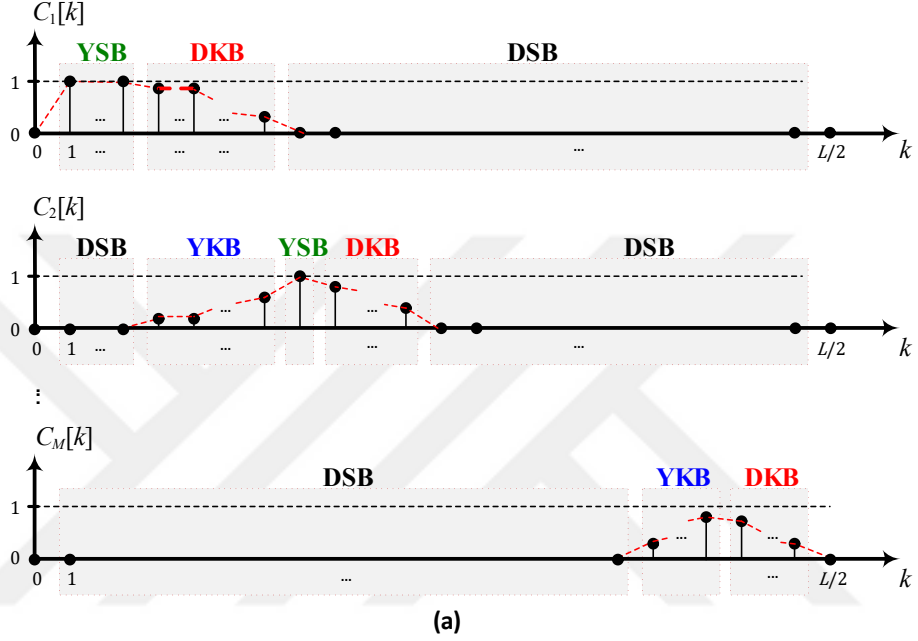 C₁[k]
YSB DKB DSB
1
... ... ...
0
0 1 ... ... ... ... L/2 k
C₂[k]
DSB YKB YSB DKB DSB
1
... ...
0
0 1 ... ... ... ... L/2 k
⋮
C_M[k]
DSB YKB DKB
1
... ...
0
0 1 ... ... L/2 k
(a)